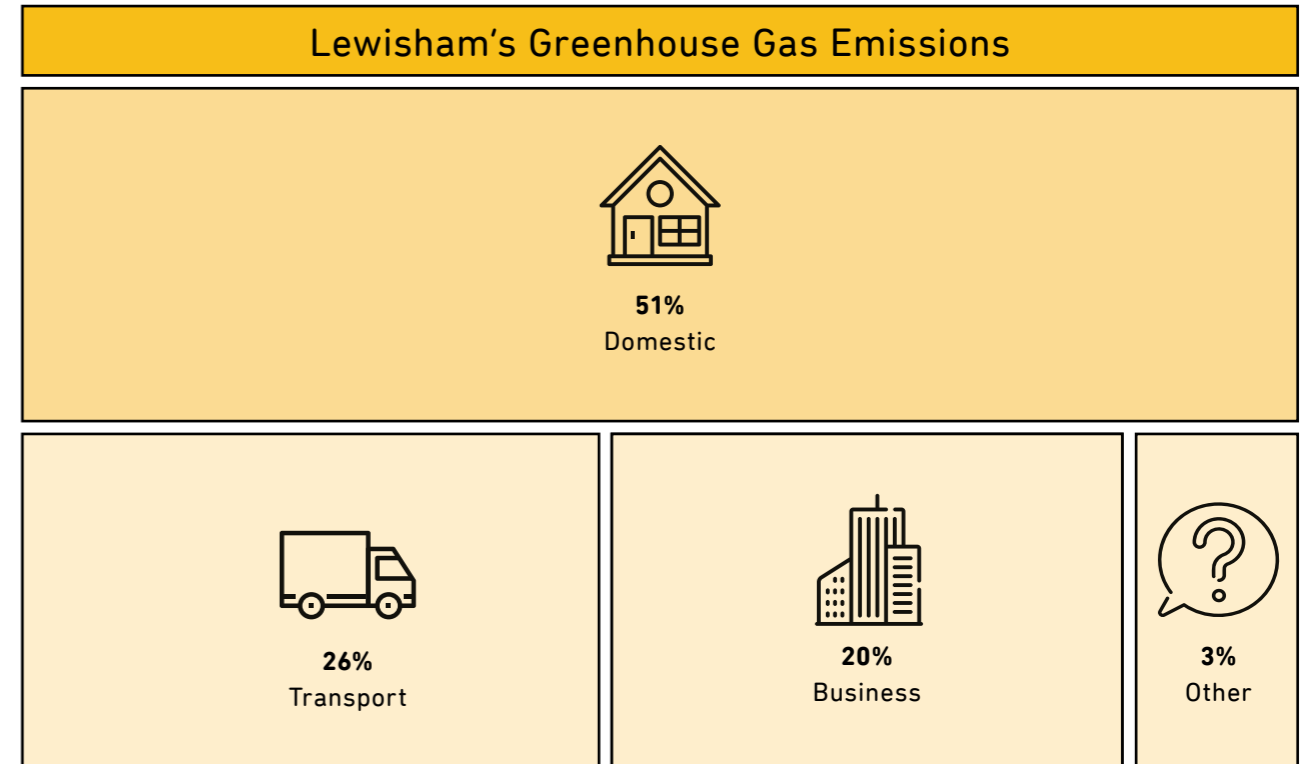 Lewisham's Greenhouse Gas Emissions
51%
Domestic
26%
Transport
20%
Business
3%
Other